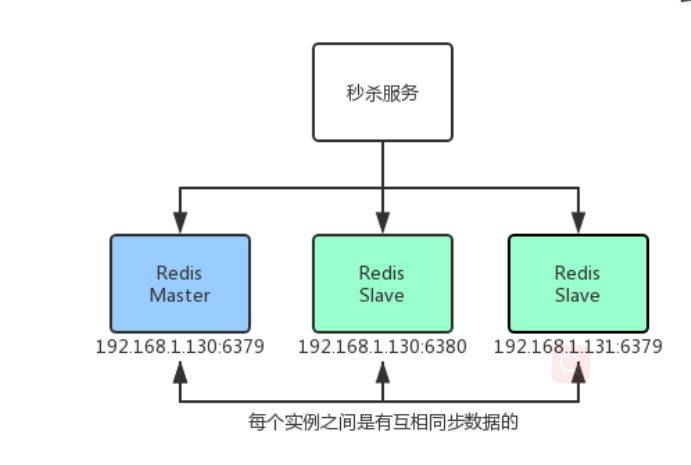 秒杀服务
Redis
Master
Redis
Slave
Redis
Slave
192.168.1.130:6379
192.168.1.130:6380
192.168.1.131:6379
每个实例之间是有互相同步数据的